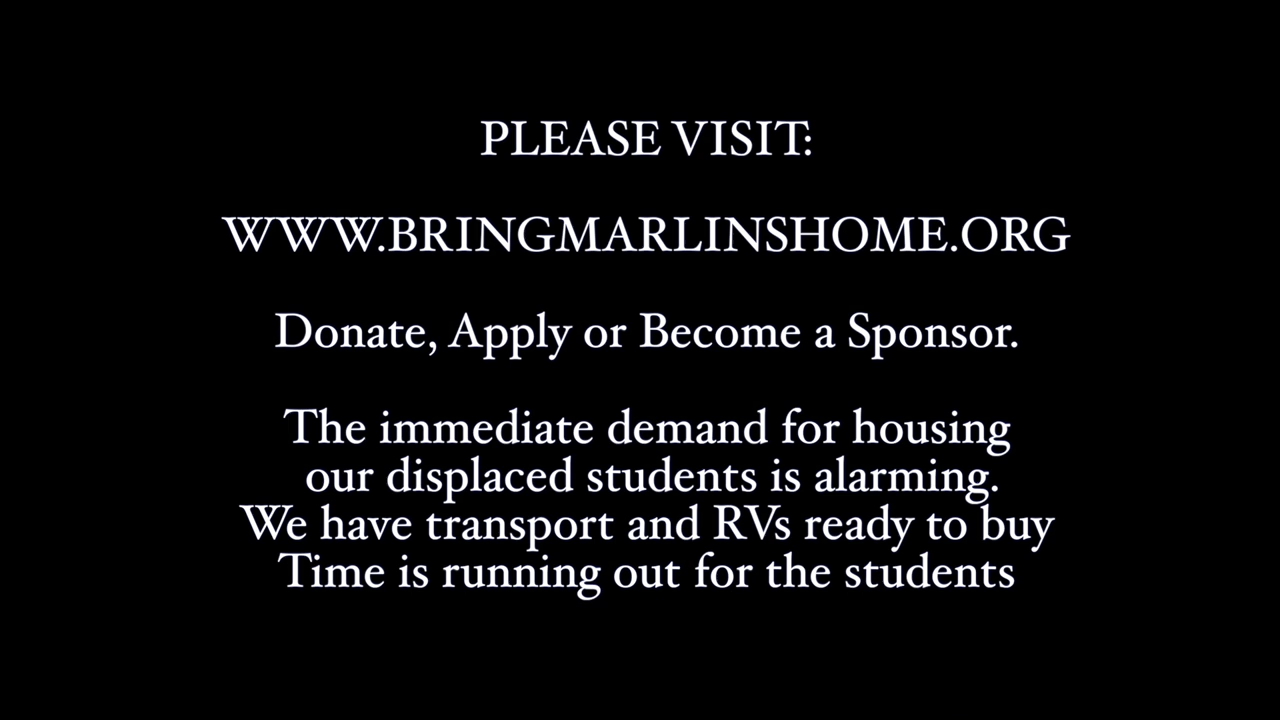 PLEASE VISIT:
WWW.BRINGMARLINSHOME.ORG
Donate, Apply or Become a Sponsor.
The immediate demand for housing
our displaced students is alarming.
We have transport and RVs ready to buy
Time is running out for the students